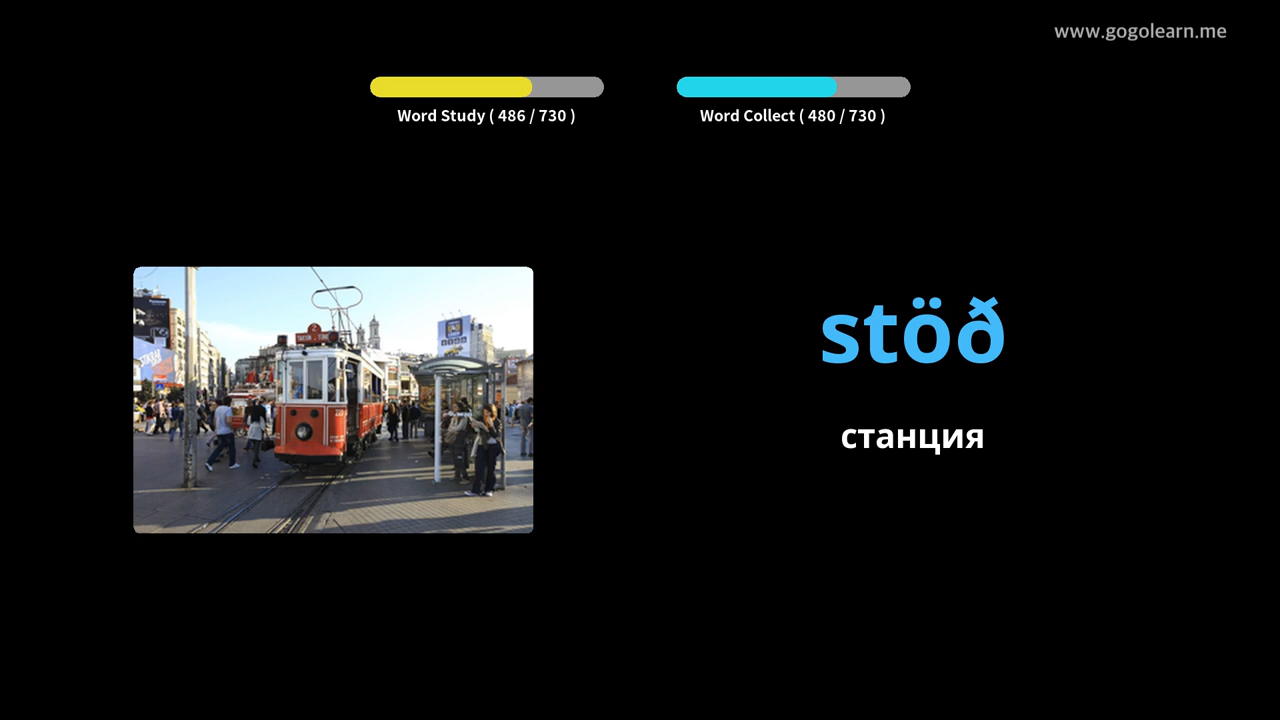 www.gogolearn.me
Word Study ( 486 / 730 )
Word Collect ( 480 / 730 )
stöð
станция